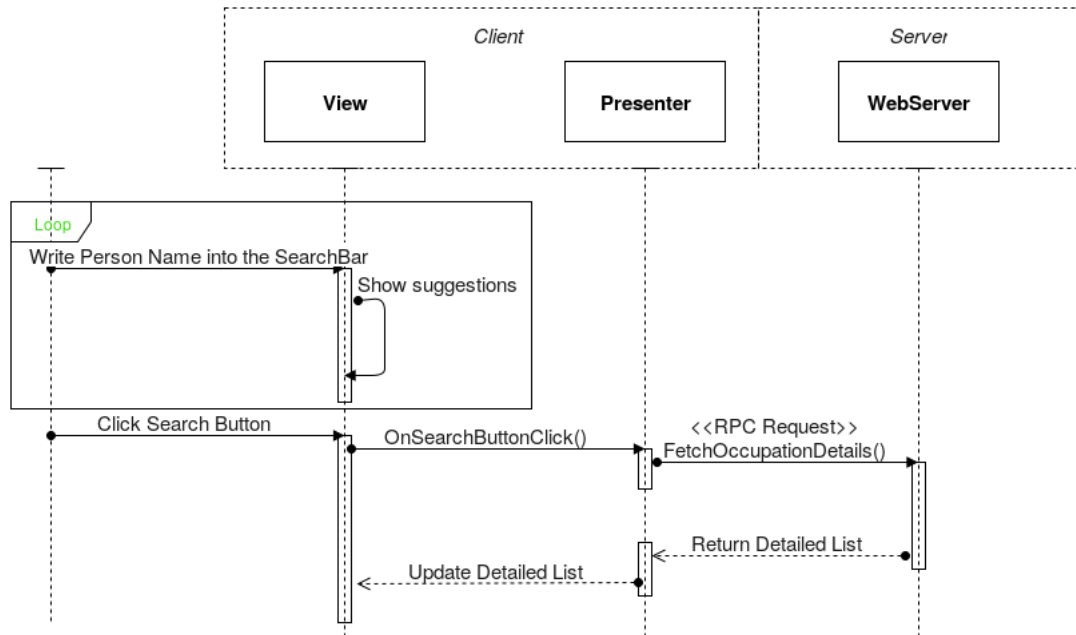 Client
Server
View
Presenter
WebServer
Loop
Write Person Name into the SearchBar
Show suggestions
Click Search Button
OnSearchButtonClick()
<<RPC Request>>
FetchOccupationDetails()
Return Detailed List
Update Detailed List